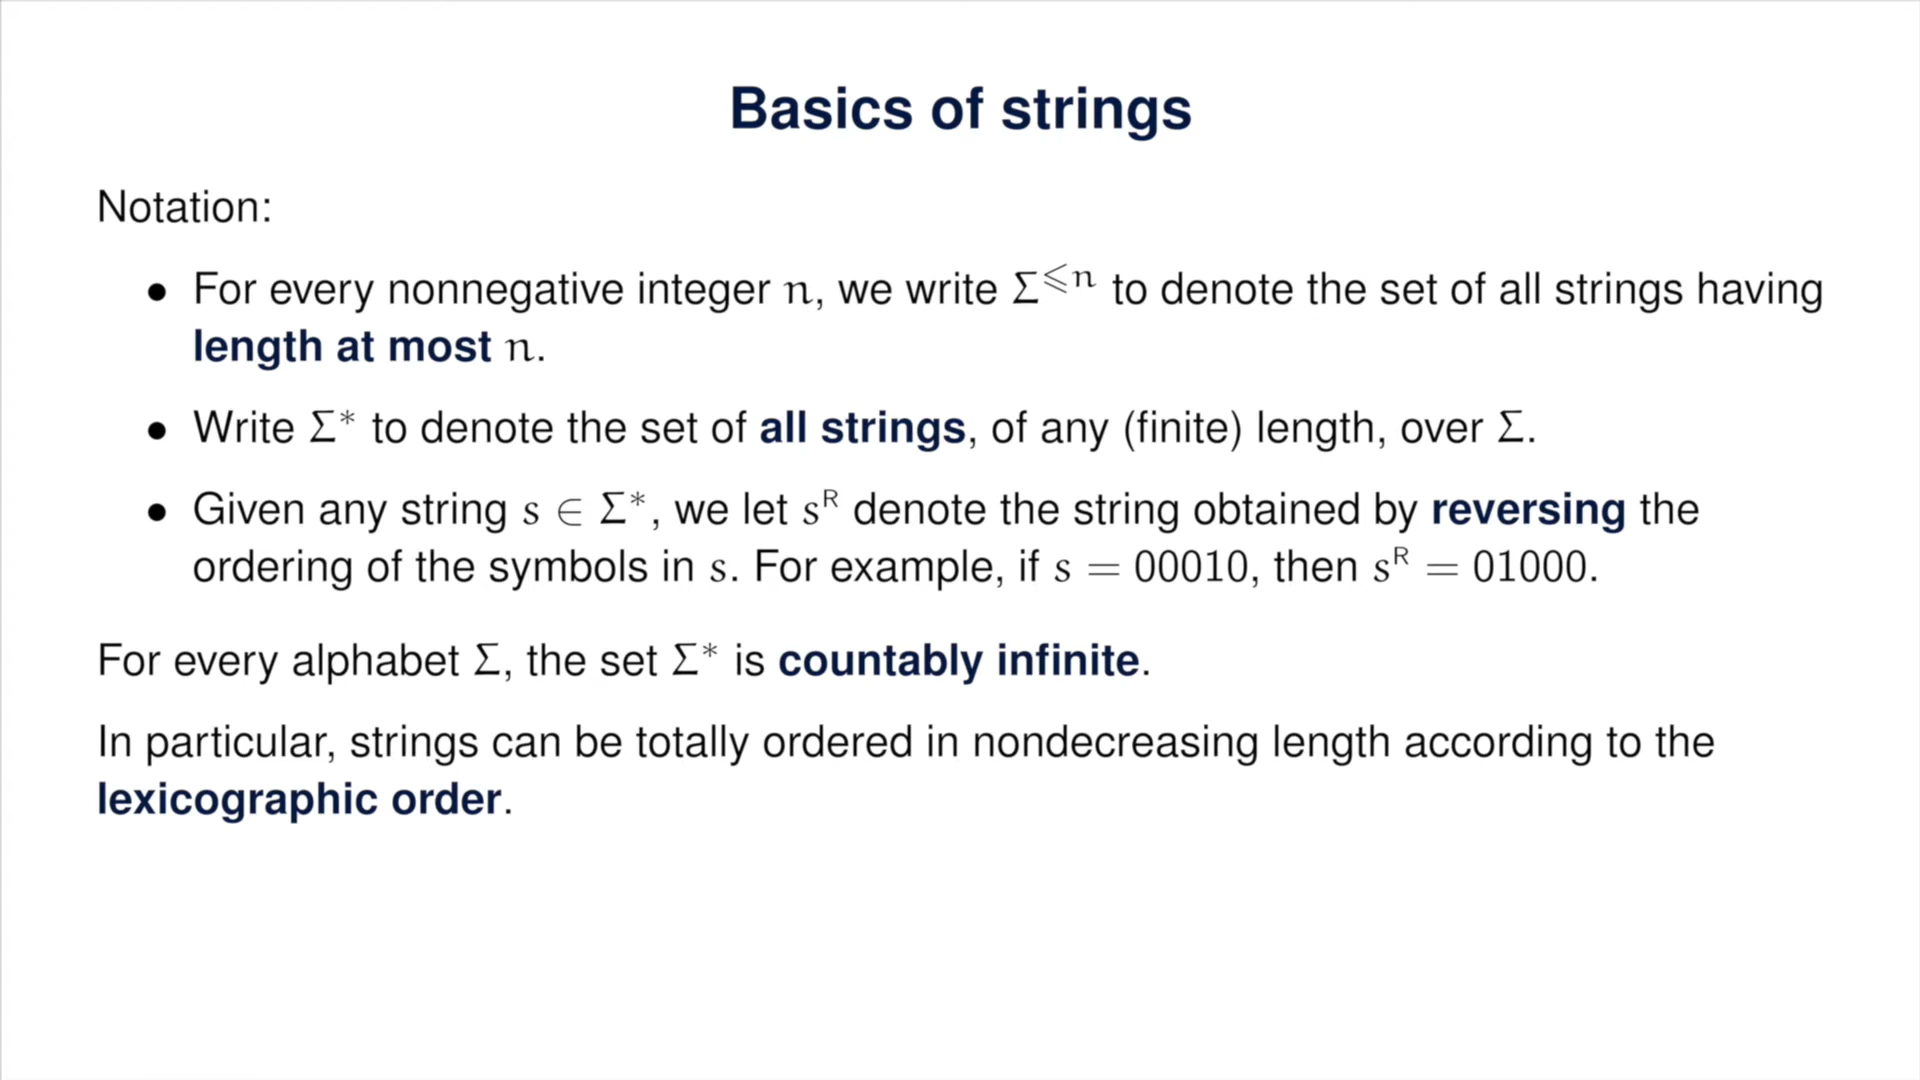 Basics of strings
Notation:
• For every nonnegative integer n, we write Σ^{⩽n} to denote the set of all strings having
length at most n.
• Write Σ* to denote the set of all strings, of any (finite) length, over Σ.
• Given any string s ∈ Σ*, we let s^R denote the string obtained by reversing the
ordering of the symbols in s. For example, if s = 00010, then s^R = 01000.
For every alphabet Σ, the set Σ* is countably infinite.
In particular, strings can be totally ordered in nondecreasing length according to the
lexicographic order.